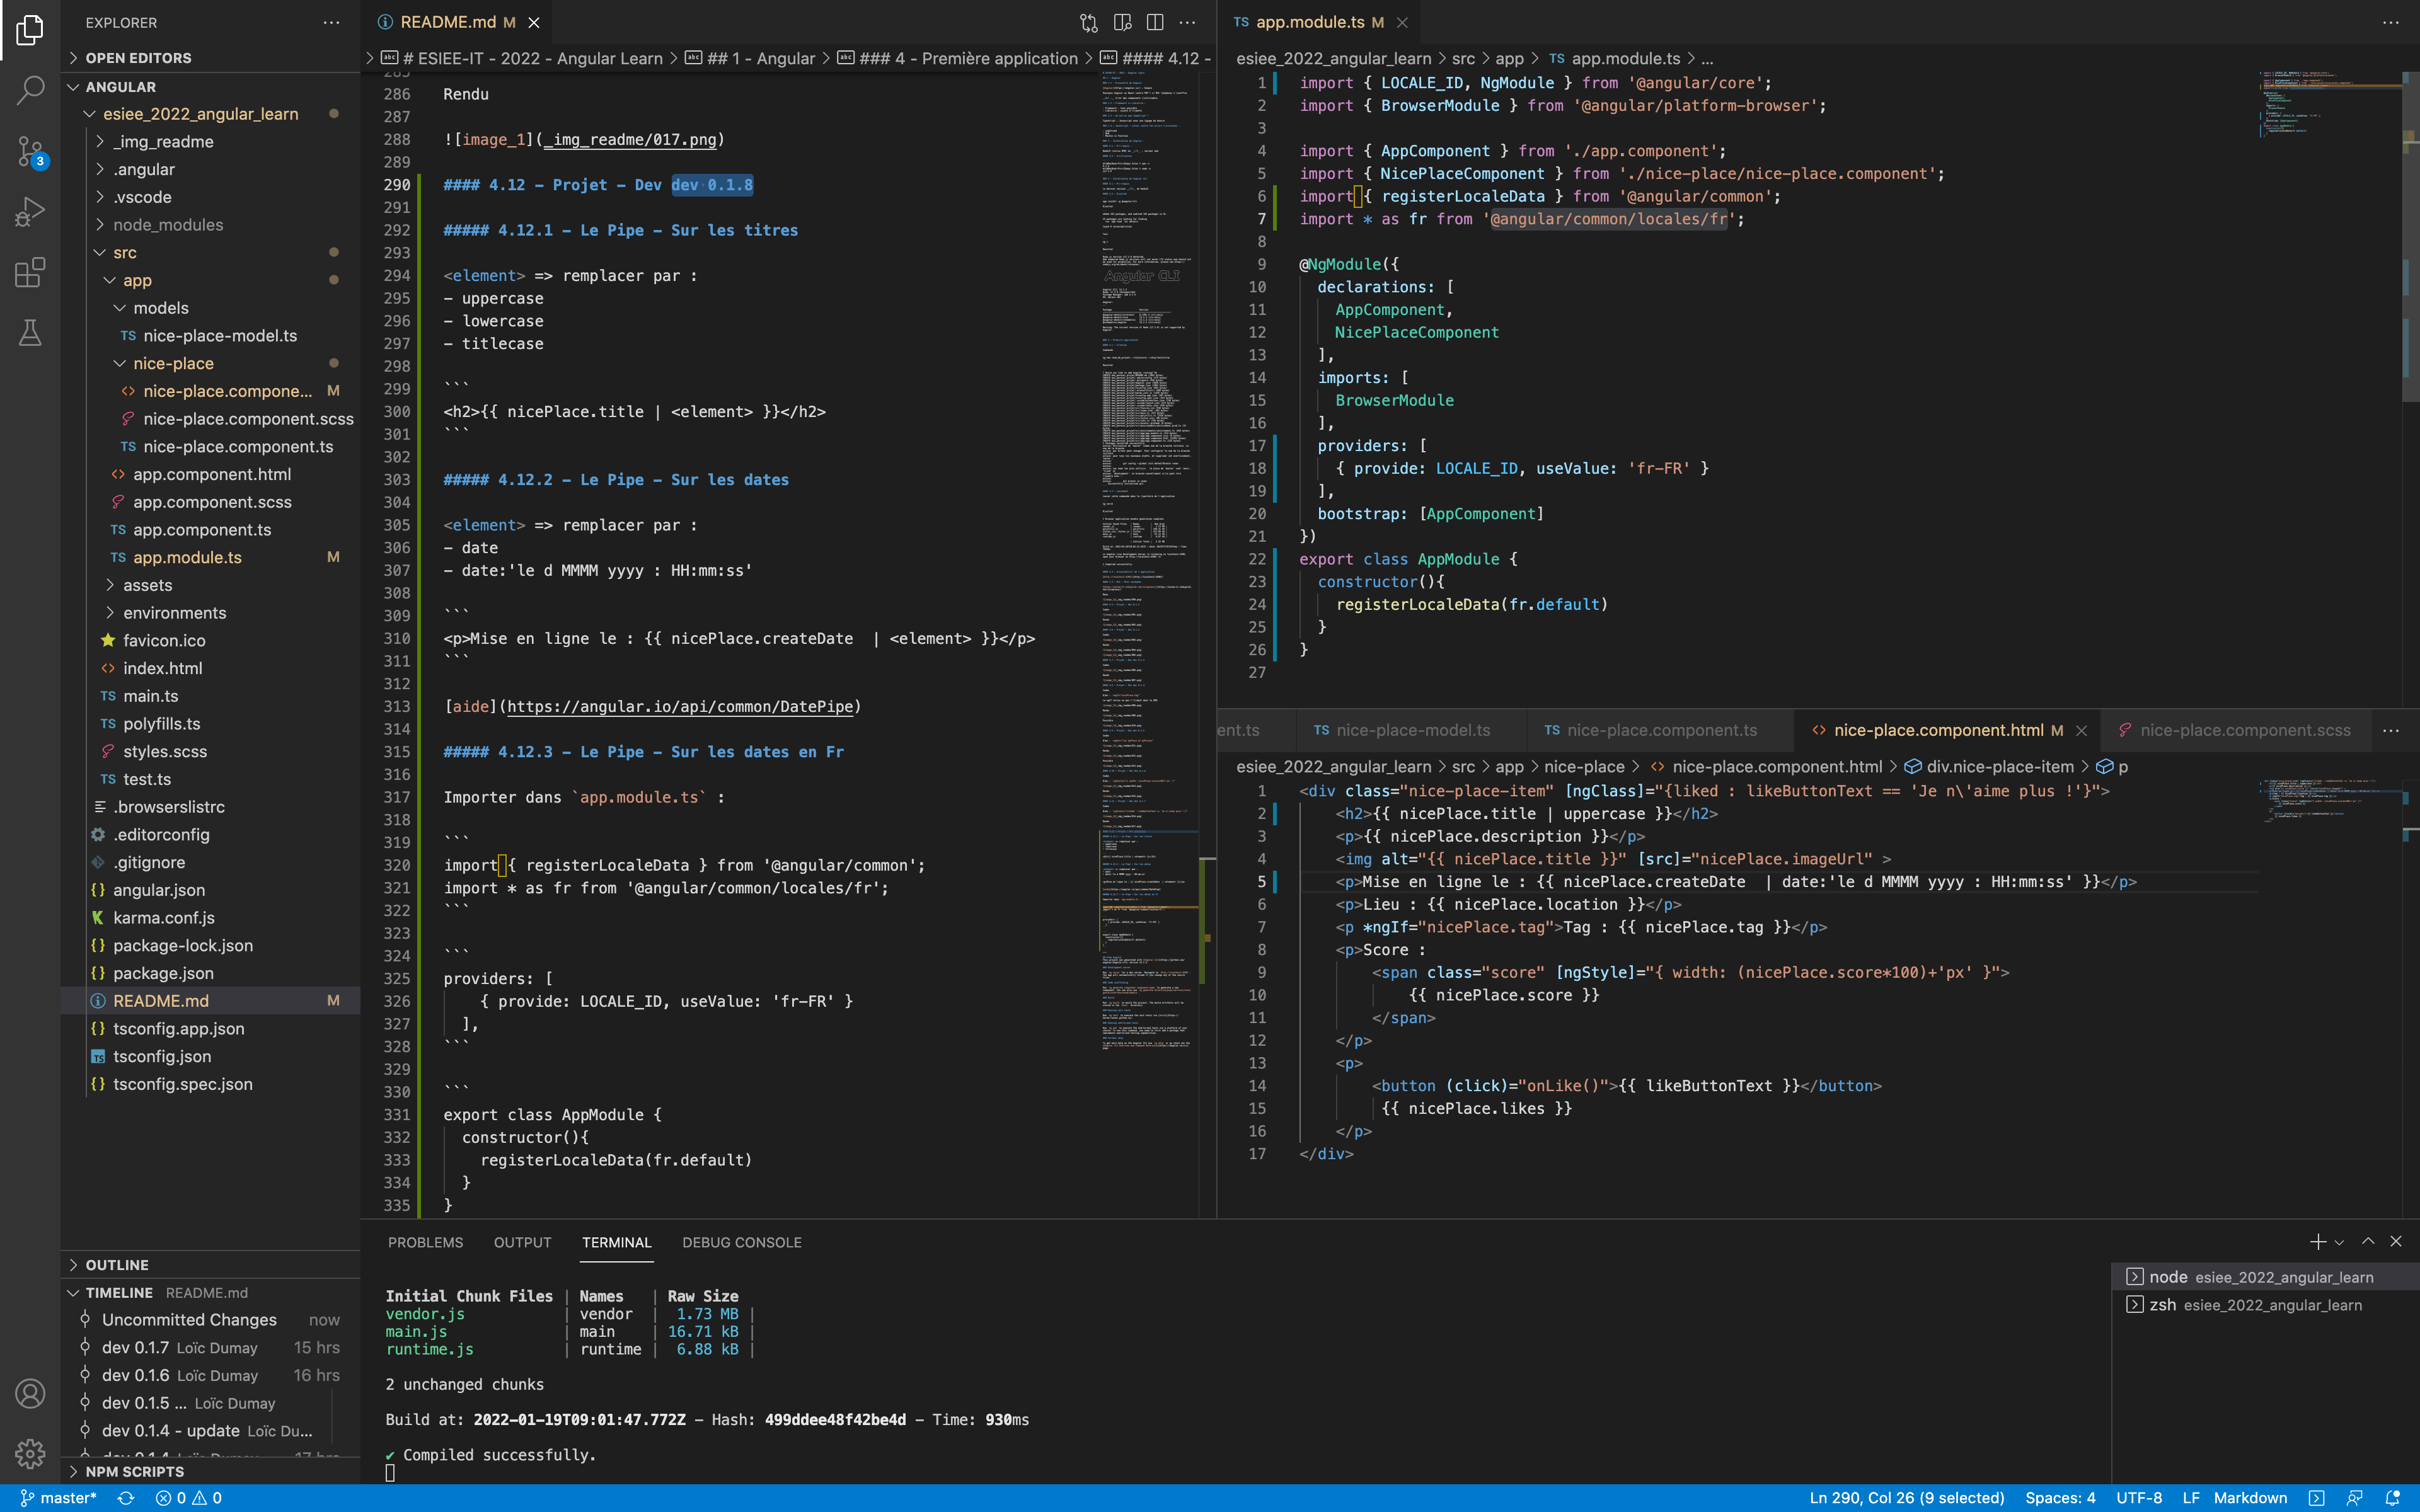 EXPLORER
OPEN EDITORS
ANGULAR
esiee_2022_angular_learn
_img_readme
.angular
.vscode
node_modules
src
app
models
TS nice-place-model.ts
nice-place
<> nice-place.compone... M
nice-place.component.scss
TS nice-place.component.ts
<> app.component.html
app.component.scss
TS app.component.ts
TS app.module.ts M
assets
environments
favicon.ico
<> index.html
TS main.ts
TS polyfills.ts
styles.scss
TS test.ts
.browserslistrc
.editorconfig
.gitignore
{} angular.json
K karma.conf.js
{} package-lock.json
{} package.json
README.md M
{} tsconfig.app.json
TS tsconfig.json
{} tsconfig.spec.json
OUTLINE
TIMELINE README.md
Uncommitted Changes now
dev 0.1.7 Loïc Dumay 15 hrs
dev 0.1.6 Loïc Dumay 16 hrs
dev 0.1.5 ... Loïc Dumay
dev 0.1.4 - update Loïc Du...
NPM SCRIPTS
3
README.md M
# ESIEE-IT - 2022 - Angular Learn > ## 1 - Angular > ### 4 - Première application > #### 4.12 -
285
286 Rendu
287
288 ![image_1](_img_readme/017.png)
289
290 #### 4.12 - Projet - Dev dev 0.1.8
291
292 ##### 4.12.1 - Le Pipe - Sur les titres
293
294 <element> => remplacer par :
295 - uppercase
296 - lowercase
297 - titlecase
298
299 ```
300 <h2>{{ nicePlace.title | <element> }}</h2>
301 ```
302
303 ##### 4.12.2 - Le Pipe - Sur les dates
304
305 <element> => remplacer par :
306 - date
307 - date:'le d MMMM yyyy : HH:mm:ss'
308
309 ```
310 <p>Mise en ligne le : {{ nicePlace.createDate  | <element> }}</p>
311 ```
312
313 [aide](https://angular.io/api/common/DatePipe)
314
315 ##### 4.12.3 - Le Pipe - Sur les dates en Fr
316
317 Importer dans `app.module.ts` :
318
319 ```
320 import { registerLocaleData } from '@angular/common';
321 import * as fr from '@angular/common/locales/fr';
322 ```
323
324 ```
325 providers: [
326 { provide: LOCALE_ID, useValue: 'fr-FR' }
327 ],
328 ```
329
330 ```
331 export class AppModule {
332 constructor(){
333 registerLocaleData(fr.default)
334 }
335 }
TS app.module.ts M
esiee_2022_angular_learn > src > app > TS app.module.ts > ...
1 import { LOCALE_ID, NgModule } from '@angular/core';
2 import { BrowserModule } from '@angular/platform-browser';
3
4 import { AppComponent } from './app.component';
5 import { NicePlaceComponent } from './nice-place/nice-place.component';
6 import { registerLocaleData } from '@angular/common';
7 import * as fr from '@angular/common/locales/fr';
8
9 @NgModule({
10 declarations: [
11 AppComponent,
12 NicePlaceComponent
13 ],
14 imports: [
15 BrowserModule
16 ],
17 providers: [
18 { provide: LOCALE_ID, useValue: 'fr-FR' }
19 ],
20 bootstrap: [AppComponent]
21 })
22 export class AppModule {
23 constructor(){
24 registerLocaleData(fr.default)
25 }
26 }
27
ent.ts TS nice-place-model.ts TS nice-place.component.ts <> nice-place.component.html M nice-place.component.scss
esiee_2022_angular_learn > src > app > nice-place > <> nice-place.component.html > div.nice-place-item > p
1 <div class="nice-place-item" [ngClass]="{liked : likeButtonText == 'Je n\'aime plus !'}">
2 <h2>{{ nicePlace.title | uppercase }}</h2>
3 <p>{{ nicePlace.description }}</p>
4 <img alt="{{ nicePlace.title }}" [src]="nicePlace.imageUrl" >
5 <p>Mise en ligne le : {{ nicePlace.createDate  | date:'le d MMMM yyyy : HH:mm:ss' }}</p>
6 <p>Lieu : {{ nicePlace.location }}</p>
7 <p *ngIf="nicePlace.tag">Tag : {{ nicePlace.tag }}</p>
8 <p>Score :
9 <span class="score" [ngStyle]="{ width: (nicePlace.score*100)+'px' }">
10 {{ nicePlace.score }}
11 </span>
12 </p>
13 <p>
14 <button (click)="onLike()">{{ likeButtonText }}</button>
15 {{ nicePlace.likes }}
16 </p>
17 </div>
PROBLEMS OUTPUT TERMINAL DEBUG CONSOLE
Initial Chunk Files | Names | Raw Size
vendor.js | vendor | 1.73 MB |
main.js | main | 16.71 kB |
runtime.js | runtime | 6.88 kB |
2 unchanged chunks
Build at: 2022-01-19T09:01:47.772Z - Hash: 499ddee48f42be4d - Time: 930ms
✔ Compiled successfully.
node esiee_2022_angular_learn
zsh esiee_2022_angular_learn
master* 0 0 Ln 290, Col 26 (9 selected) Spaces: 4 UTF-8 LF Markdown